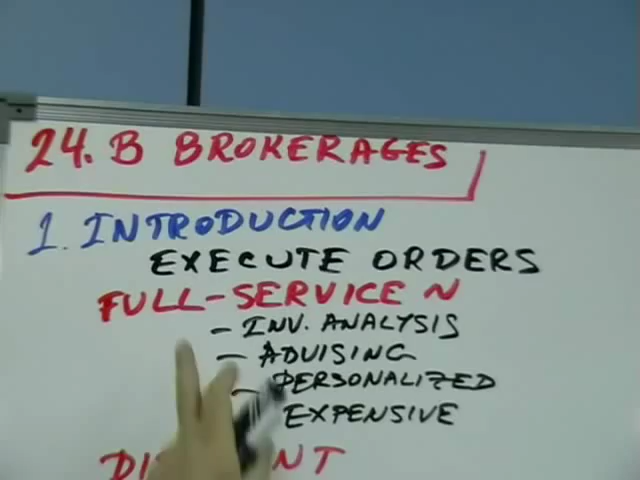 24. B BROKERAGES
1. INTRODUCTION
EXECUTE ORDERS
FULL-SERVICE N
- INV. ANALYSIS
- ADVISING
- PERSONALIZED
EXPENSIVE